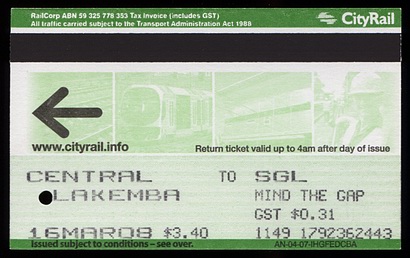 RailCorp ABN 59 325 778 353 Tax Invoice (includes GST)
All traffic carried subject to the Transport Administration Act 1988
CityRail
www.cityrail.info
Return ticket valid up to 4am after day of issue
CENTRAL TO SGL
LAKEMBA MIND THE GAP
GST $0.31
16MAR08 $3.40 1149 1792362443
Issued subject to conditions – see over. AN-04-07-IHGFEDCBA